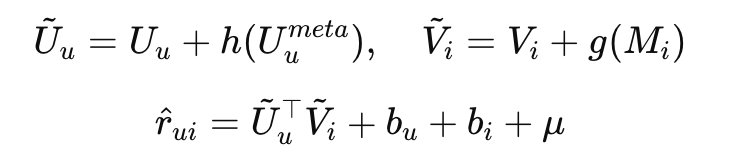 Ũ_u = U_u + h(U_u^{meta}),    Ṽ_i = V_i + g(M_i)
r̂_{ui} = Ũ_u^⊤ Ṽ_i + b_u + b_i + μ